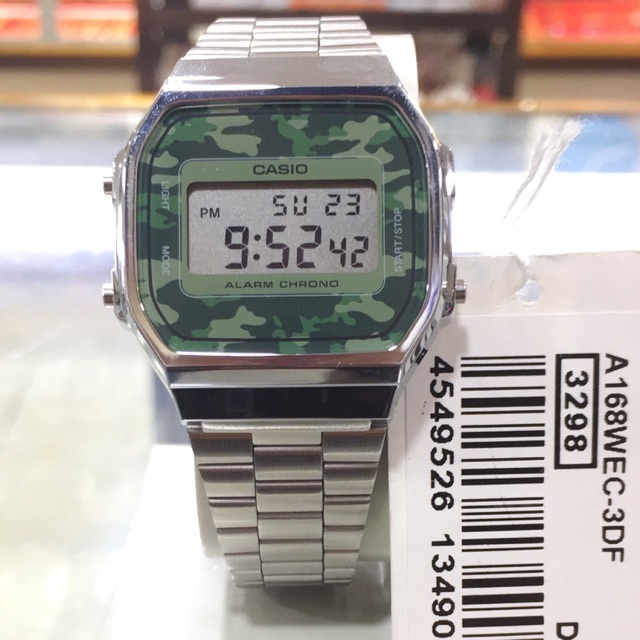 CASIO
LIGHT
PM SU 23
9:52 42
MODE
START/STOP
ALARM CHRONO
A168WEC-3DF
3298
4549526 13490
D